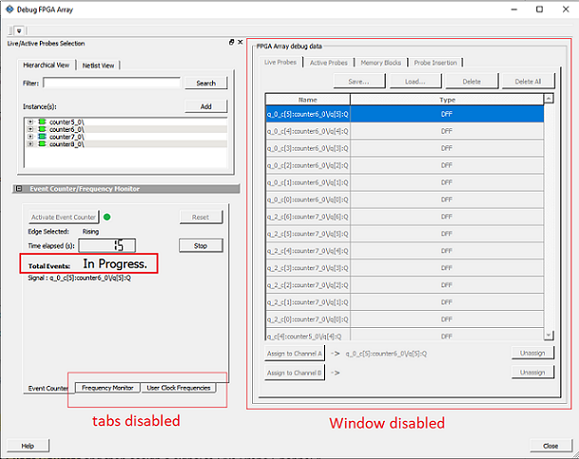 Debug FPGA Array
Live/Active Probes Selection
Hierarchical View
Netlist View
Filter:
Search
Instance(s):
Add
counter5_0\
counter6_0\
counter7_0\
counter8_0\
Event Counter/Frequency Monitor
Activate Event Counter
Reset
Edge Selected: Rising
Time elapsed (s): 15
Stop
Total Events: In Progress.
Signal : q_0_c[5]:counter6_0\q[5]:Q
Event Counter
Frequency Monitor
User Clock Frequencies
tabs disabled
FPGA Array debug data
Live Probes
Active Probes
Memory Blocks
Probe Insertion
Save...
Load...
Delete
Delete All
Name Type
q_0_c[5]:counter6_0\q[5]:Q DFF
q_0_c[4]:counter6_0\q[4]:Q DFF
q_0_c[3]:counter6_0\q[3]:Q DFF
q_0_c[2]:counter6_0\q[2]:Q DFF
q_0_c[1]:counter6_0\q[1]:Q DFF
q_0_c[0]:counter6_0\q[0]:Q DFF
q_2_c[6]:counter7_0\q[6]:Q DFF
q_2_c[5]:counter7_0\q[5]:Q DFF
q_2_c[4]:counter7_0\q[4]:Q DFF
q_2_c[3]:counter7_0\q[3]:Q DFF
q_2_c[2]:counter7_0\q[2]:Q DFF
q_2_c[1]:counter7_0\q[1]:Q DFF
q_2_c[0]:counter7_0\q[0]:Q DFF
q_c[4]:counter5_0\q[4]:Q DFF
Assign to Channel A -> q_0_c[5]:counter6_0\q[5]:Q Unassign
Assign to Channel B -> Unassign
Window disabled
Help
Close